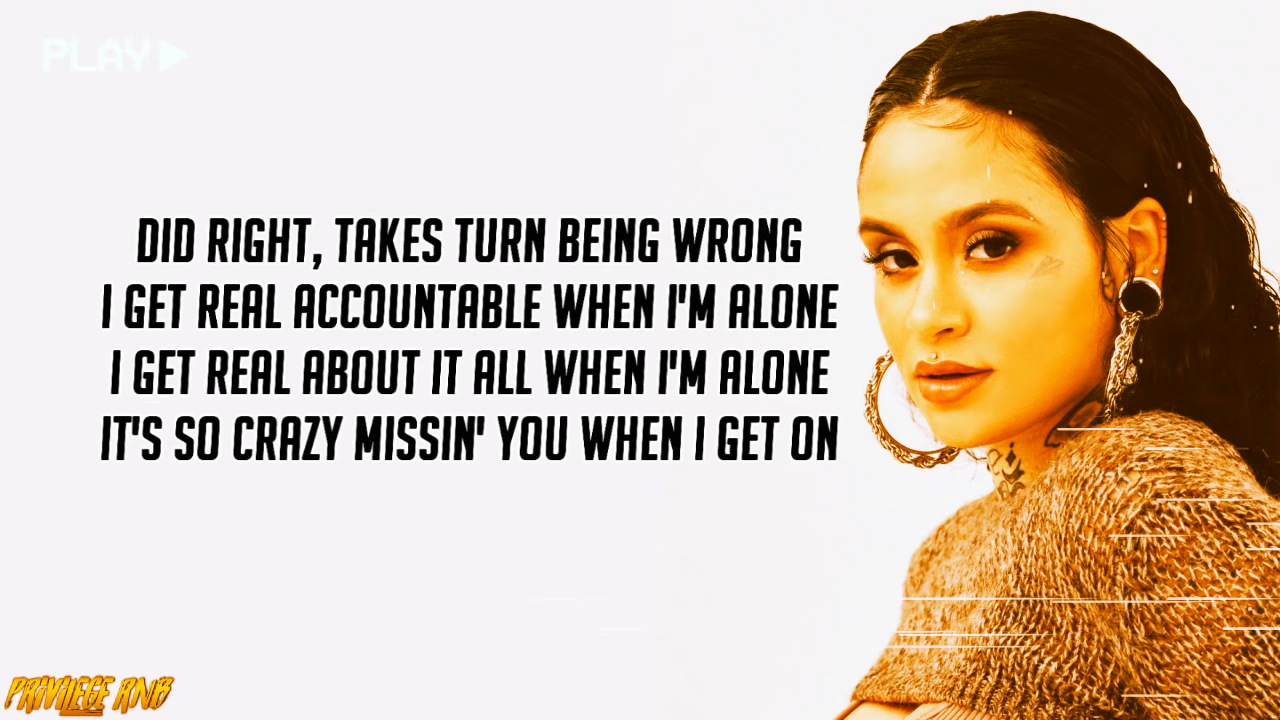 PLAY
DID RIGHT, TAKES TURN BEING WRONG
I GET REAL ACCOUNTABLE WHEN I'M ALONE
I GET REAL ABOUT IT ALL WHEN I'M ALONE
IT'S SO CRAZY MISSIN' YOU WHEN I GET ON
PRIVILEGE RNB